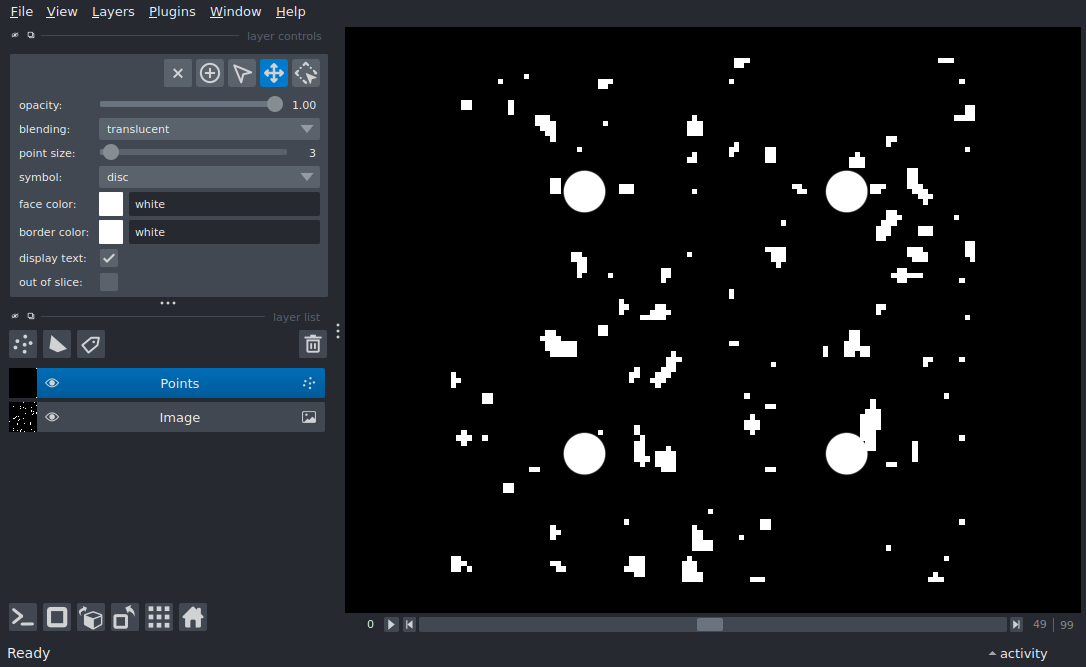 File View Layers Plugins Window Help
layer controls
opacity: 1.00
blending: translucent
point size: 3
symbol: disc
face color: white
border color: white
display text:
out of slice:
layer list
Points
Image
0 49 99
Ready activity